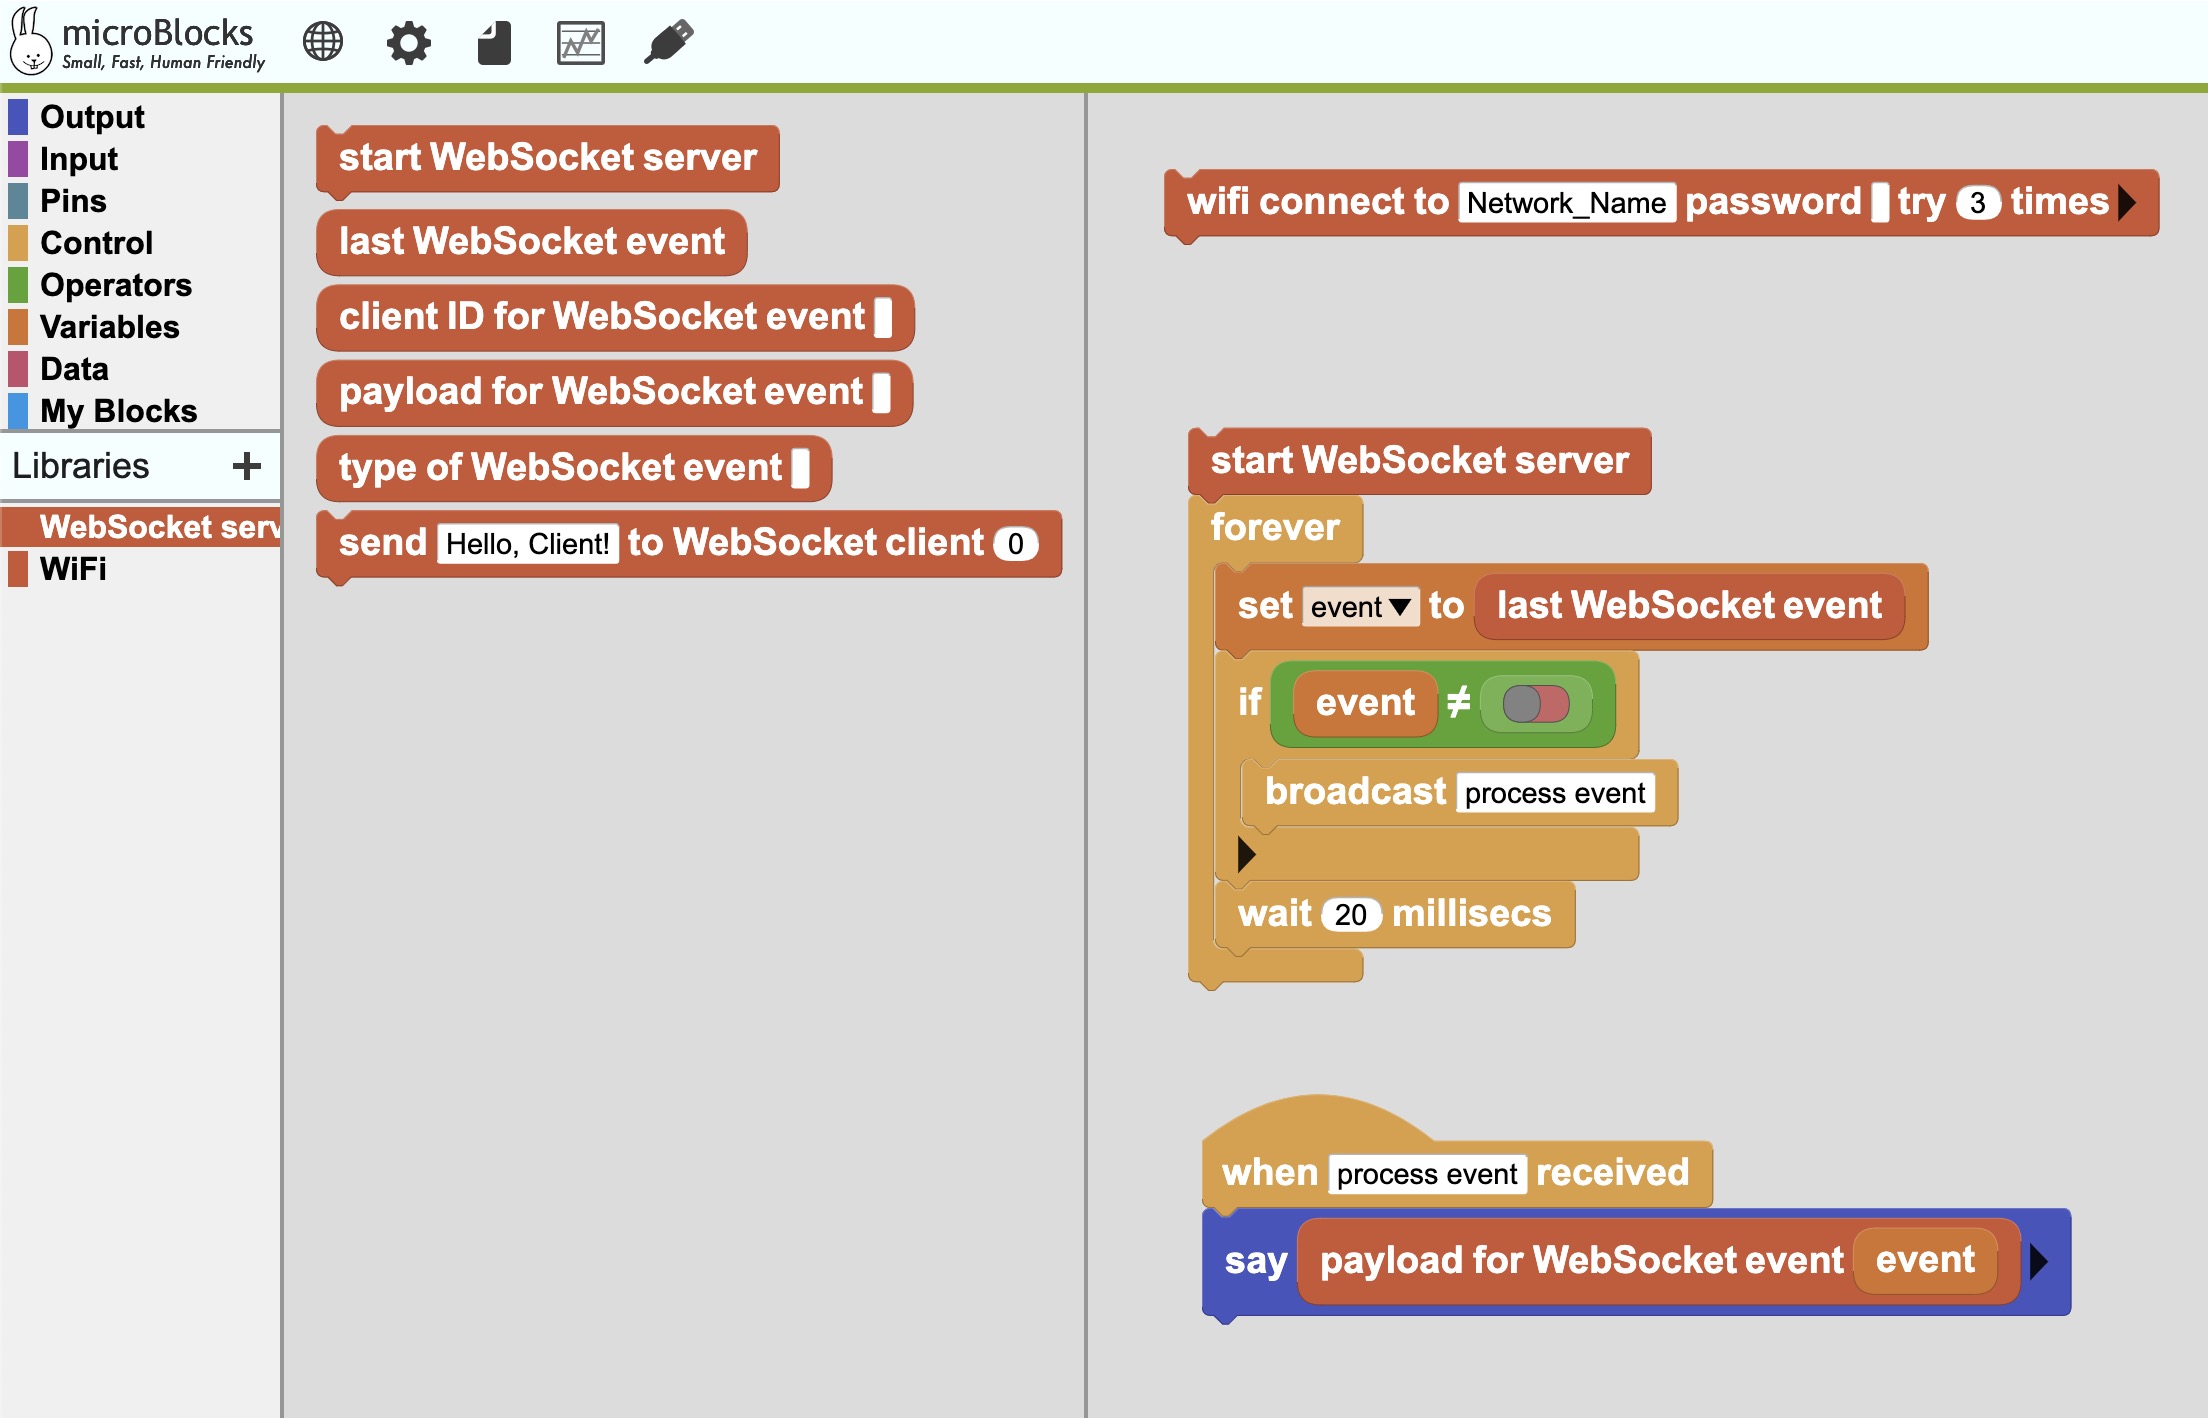 microBlocks
Small, Fast, Human Friendly
Output
Input
Pins
Control
Operators
Variables
Data
My Blocks
Libraries +
WebSocket serv
WiFi
start WebSocket server
last WebSocket event
client ID for WebSocket event
payload for WebSocket event
type of WebSocket event
send Hello, Client! to WebSocket client 0
wifi connect to Network_Name password try 3 times
start WebSocket server
forever
set event to last WebSocket event
if event ≠
broadcast process event
wait 20 millisecs
when process event received
say payload for WebSocket event event